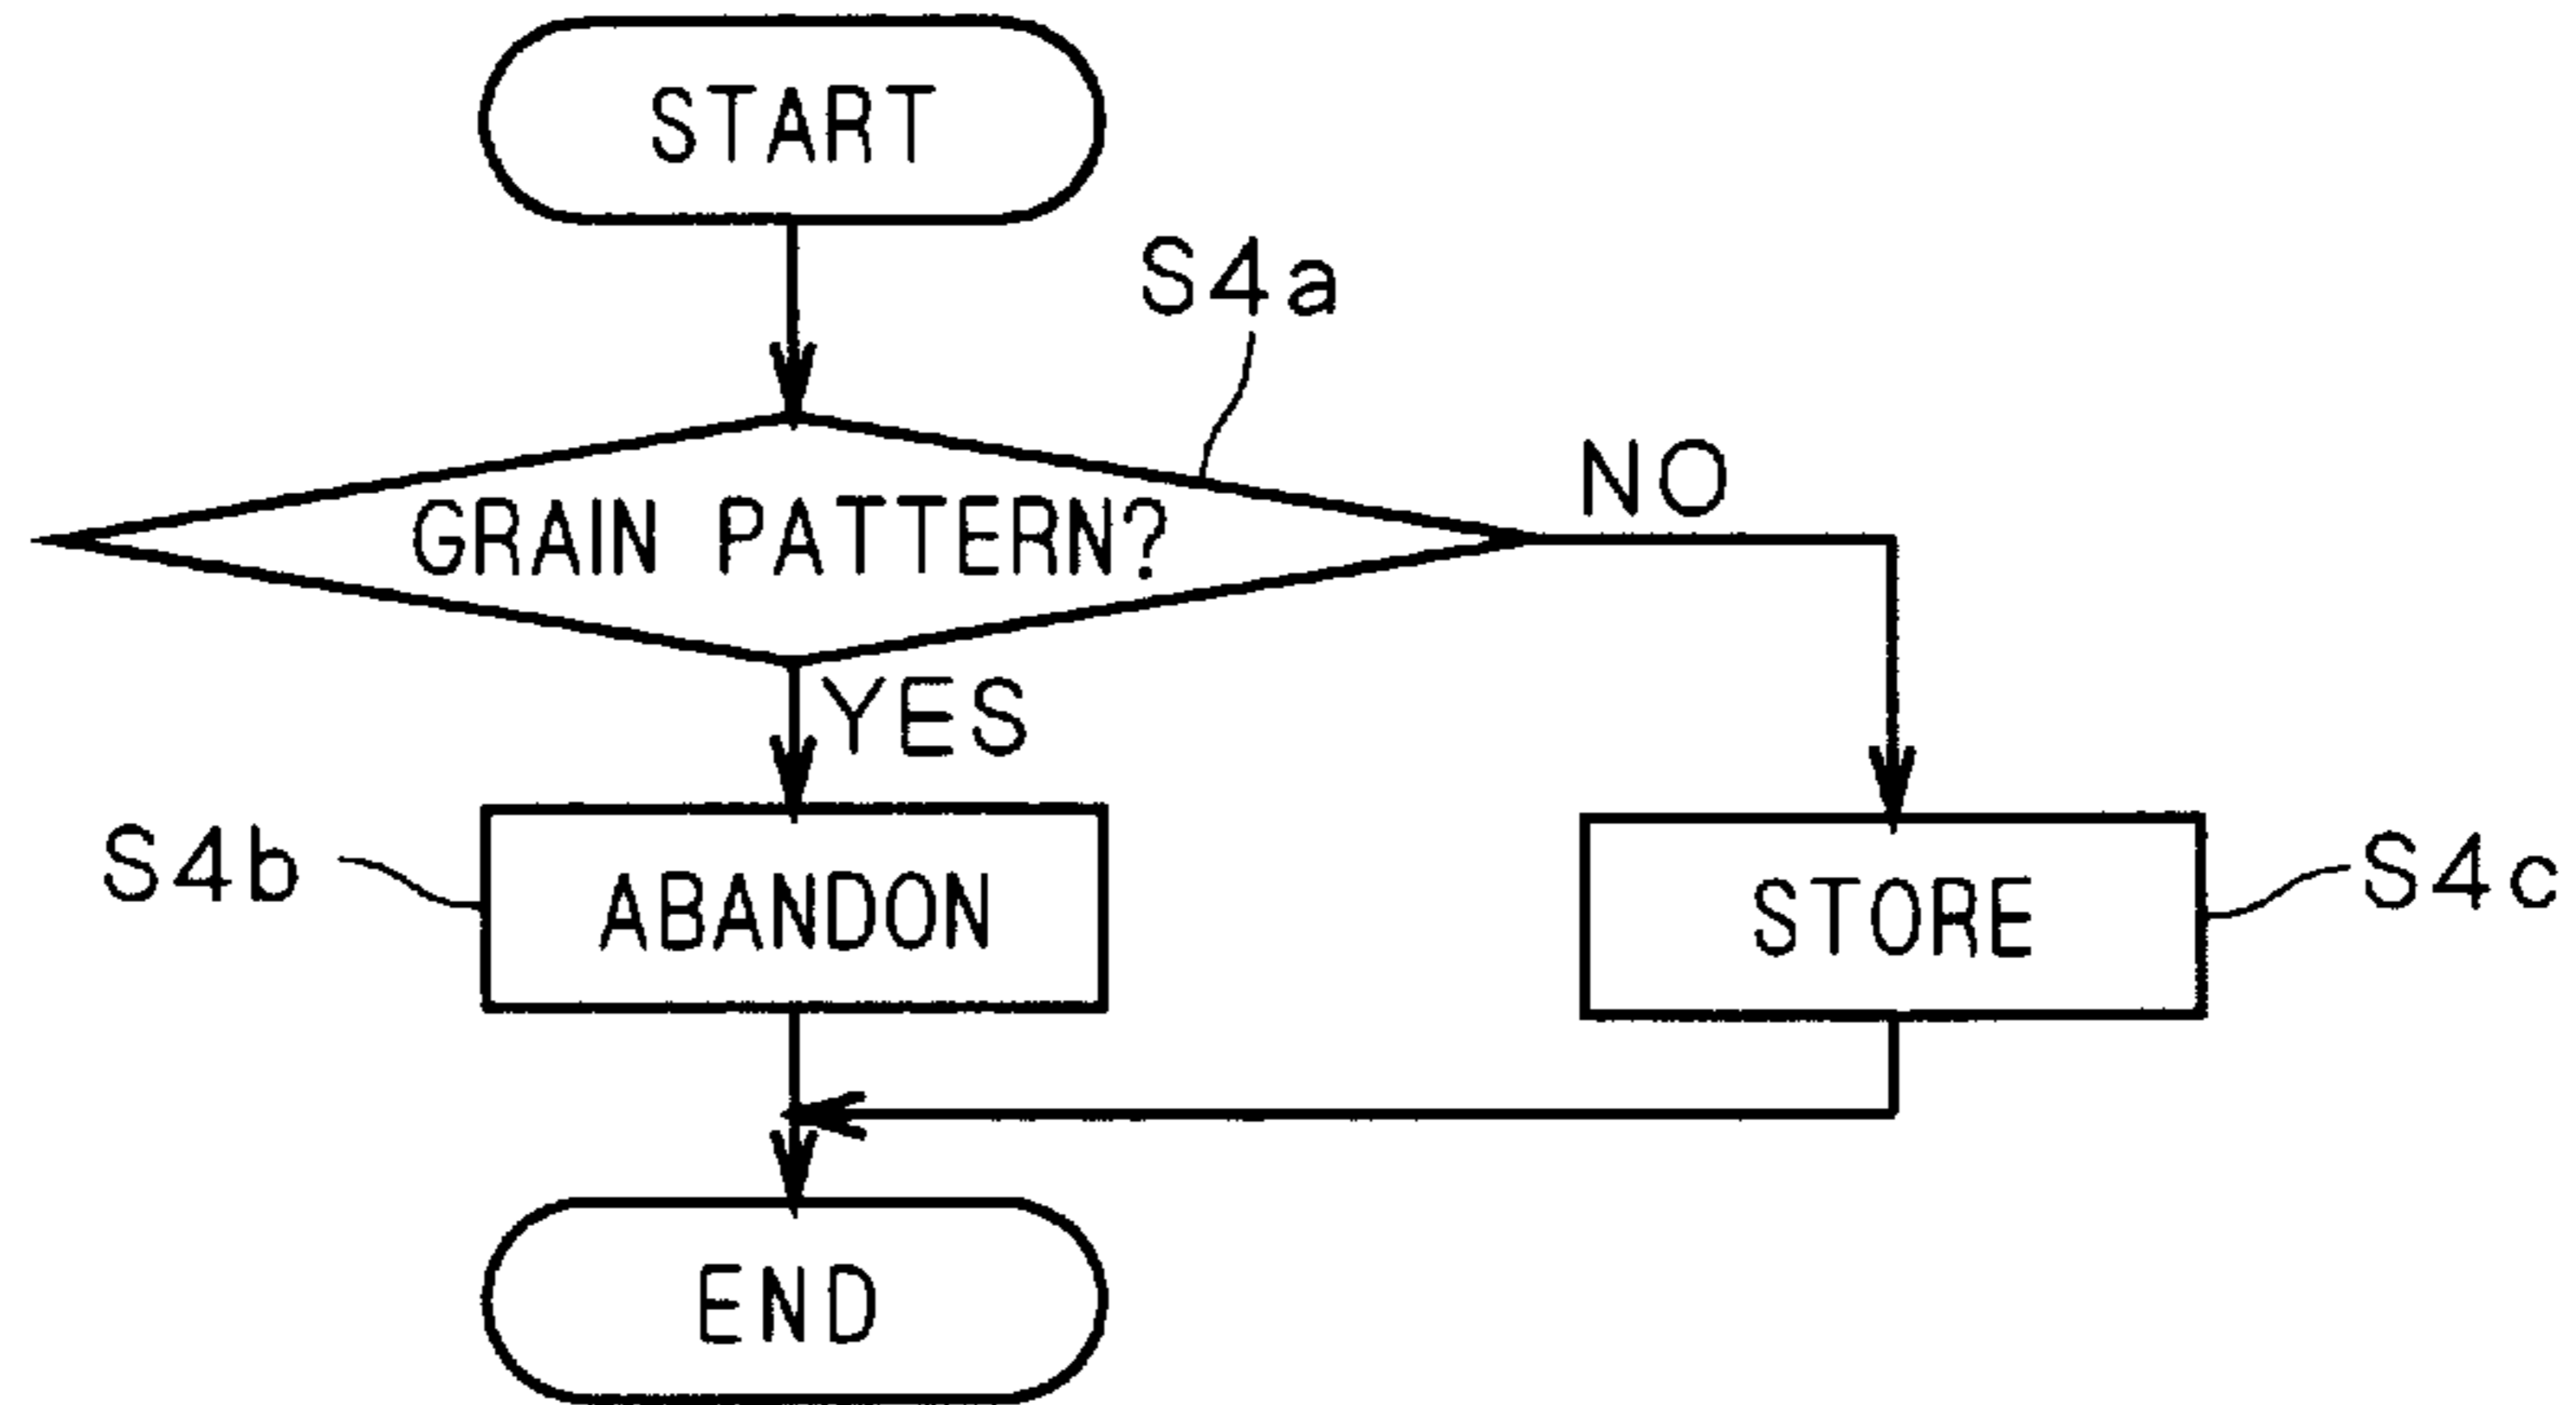 START
S4a
NO
GRAIN PATTERN?
YES
S4b
ABANDON
STORE
S4c
END